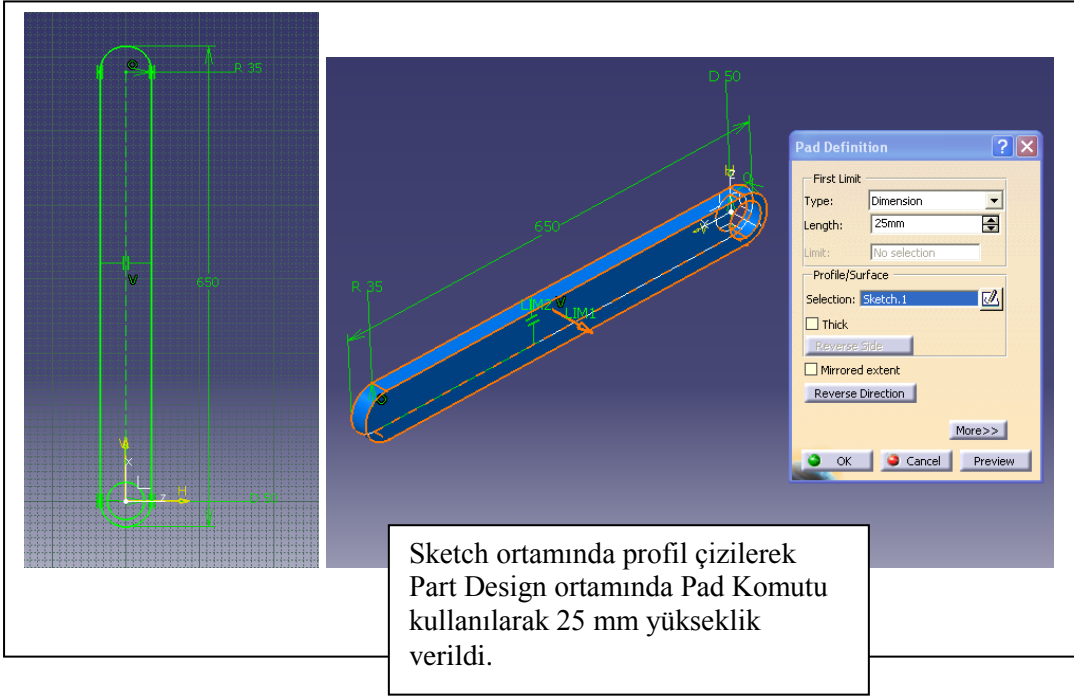 R 35
V
650
V
X
L
Z
H
D 50
D 50
H
Z
X
650
R 35
LIM2
V
LIM1
Pad Definition
First Limit
Type: Dimension
Length: 25mm
Limit: No selection
Profile/Surface
Selection: Sketch.1
Thick
Reverse Side
Mirrored extent
Reverse Direction
More>>
OK Cancel Preview
Sketch ortamında profil çizilerek
Part Design ortamında Pad Komutu
kullanılarak 25 mm yükseklik
verildi.